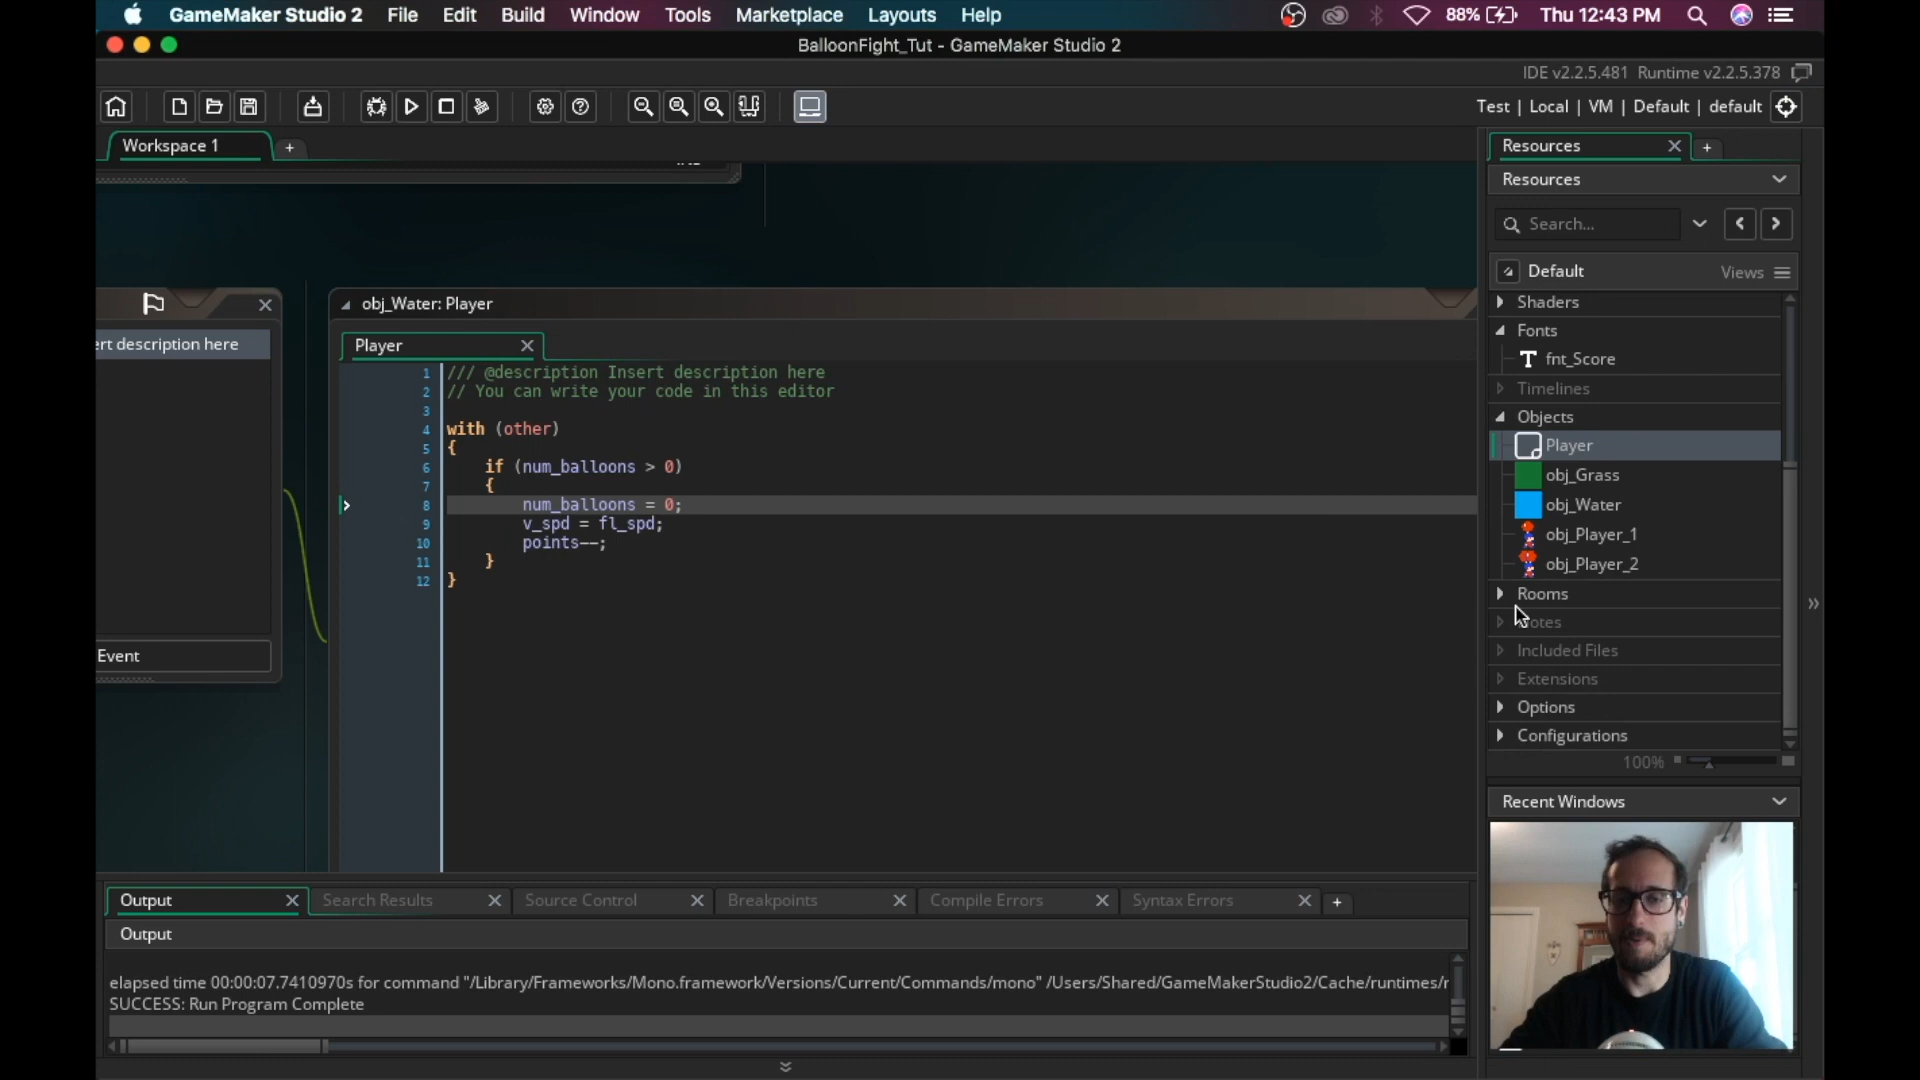 GameMaker Studio 2 File Edit Build Window Tools Marketplace Layouts Help 88% Thu 12:43 PM
BalloonFight_Tut - GameMaker Studio 2
IDE v2.2.5.481 Runtime v2.2.5.378
Test | Local | VM | Default | default
Workspace 1 +
Resources +
Resources
Search...
Default Views
Shaders
Fonts
fnt_Score
Timelines
Objects
Player
obj_Grass
obj_Water
obj_Player_1
obj_Player_2
Rooms
Included Files
Extensions
Options
Configurations
100%
Recent Windows
ert description here
Event
obj_Water: Player
Player
1 /// @description Insert description here
2 // You can write your code in this editor
3
4 with (other)
5 {
6 if (num_balloons > 0)
7 {
8 num_balloons = 0;
9 v_spd = fl_spd;
10 points--;
11 }
12 }
Output Search Results Source Control Breakpoints Compile Errors Syntax Errors +
Output
elapsed time 00:00:07.7410970s for command "/Library/Frameworks/Mono.framework/Versions/Current/Commands/mono" /Users/Shared/GameMakerStudio2/Cache/runtimes/r
SUCCESS: Run Program Complete